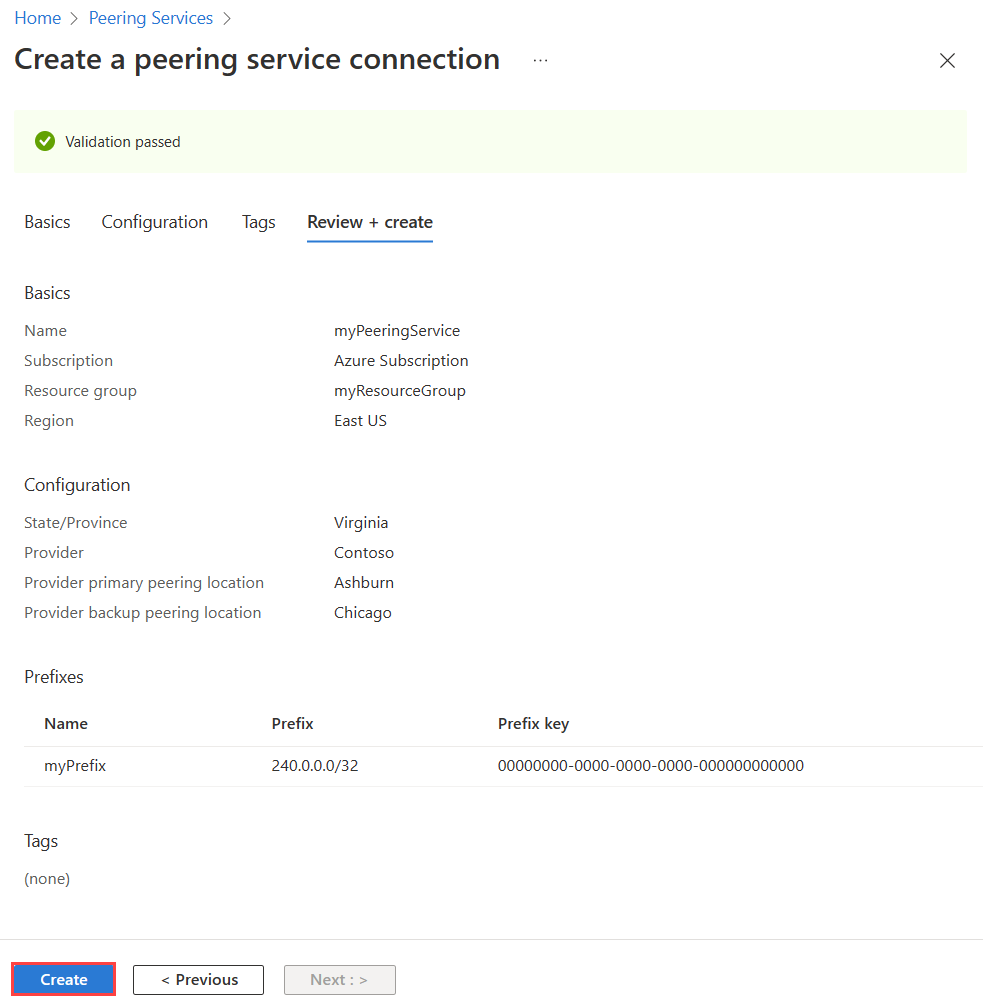 Home > Peering Services >
Create a peering service connection ...
Validation passed
Basics Configuration Tags Review + create
Basics
Name myPeeringService
Subscription Azure Subscription
Resource group myResourceGroup
Region East US
Configuration
State/Province Virginia
Provider Contoso
Provider primary peering location Ashburn
Provider backup peering location Chicago
Prefixes
Name Prefix Prefix key
myPrefix 240.0.0.0/32 00000000-0000-0000-0000-000000000000
Tags
(none)
Create < Previous Next : >